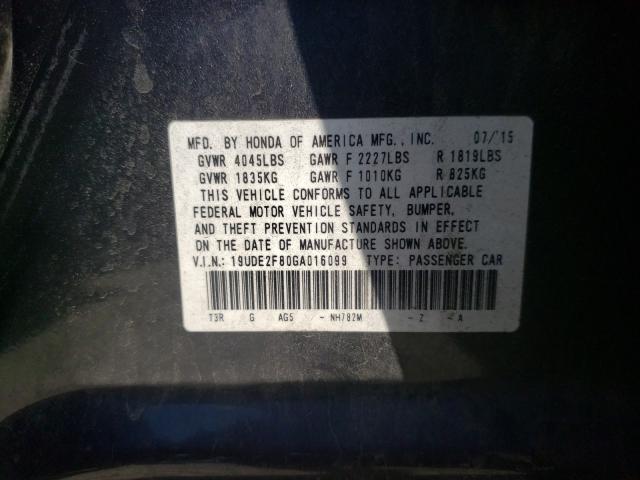 MFD. BY HONDA OF AMERICA MFG., INC. 07/'15
GVWR 4045LBS GAWR F 2227LBS R 1819LBS
GVWR 1835KG GAWR F 1010KG R 825KG
THIS VEHICLE CONFORMS TO ALL APPLICABLE
FEDERAL MOTOR VEHICLE SAFETY, BUMPER,
AND THEFT PREVENTION STANDARDS IN EFFECT
ON THE DATE OF MANUFACTURE SHOWN ABOVE.
V.I.N.: 19UDE2F80GA016099 TYPE: PASSENGER CAR
T3R G AG5 - NH782M - Z - A